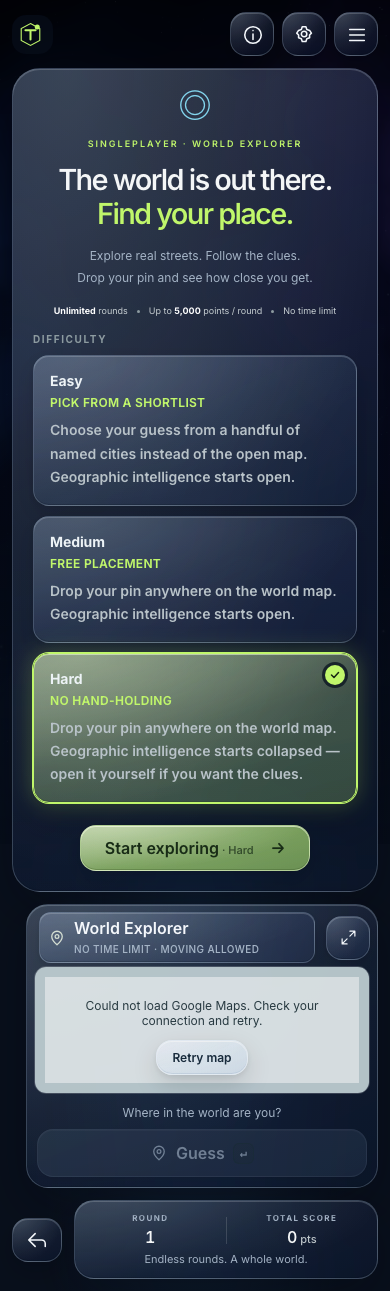 T
SINGLEPLAYER · WORLD EXPLORER
The world is out there.
Find your place.
Explore real streets. Follow the clues.
Drop your pin and see how close you get.
Unlimited rounds • Up to 5,000 points / round • No time limit
DIFFICULTY
Easy
PICK FROM A SHORTLIST
Choose your guess from a handful of
named cities instead of the open map.
Geographic intelligence starts open.
Medium
FREE PLACEMENT
Drop your pin anywhere on the world map.
Geographic intelligence starts open.
Hard
NO HAND-HOLDING
Drop your pin anywhere on the world map.
Geographic intelligence starts collapsed —
open it yourself if you want the clues.
Start exploring · Hard →
World Explorer
NO TIME LIMIT · MOVING ALLOWED
Could not load Google Maps. Check your
connection and retry.
Retry map
Where in the world are you?
Guess ↵
ROUND TOTAL SCORE
1 0 pts
Endless rounds. A whole world.